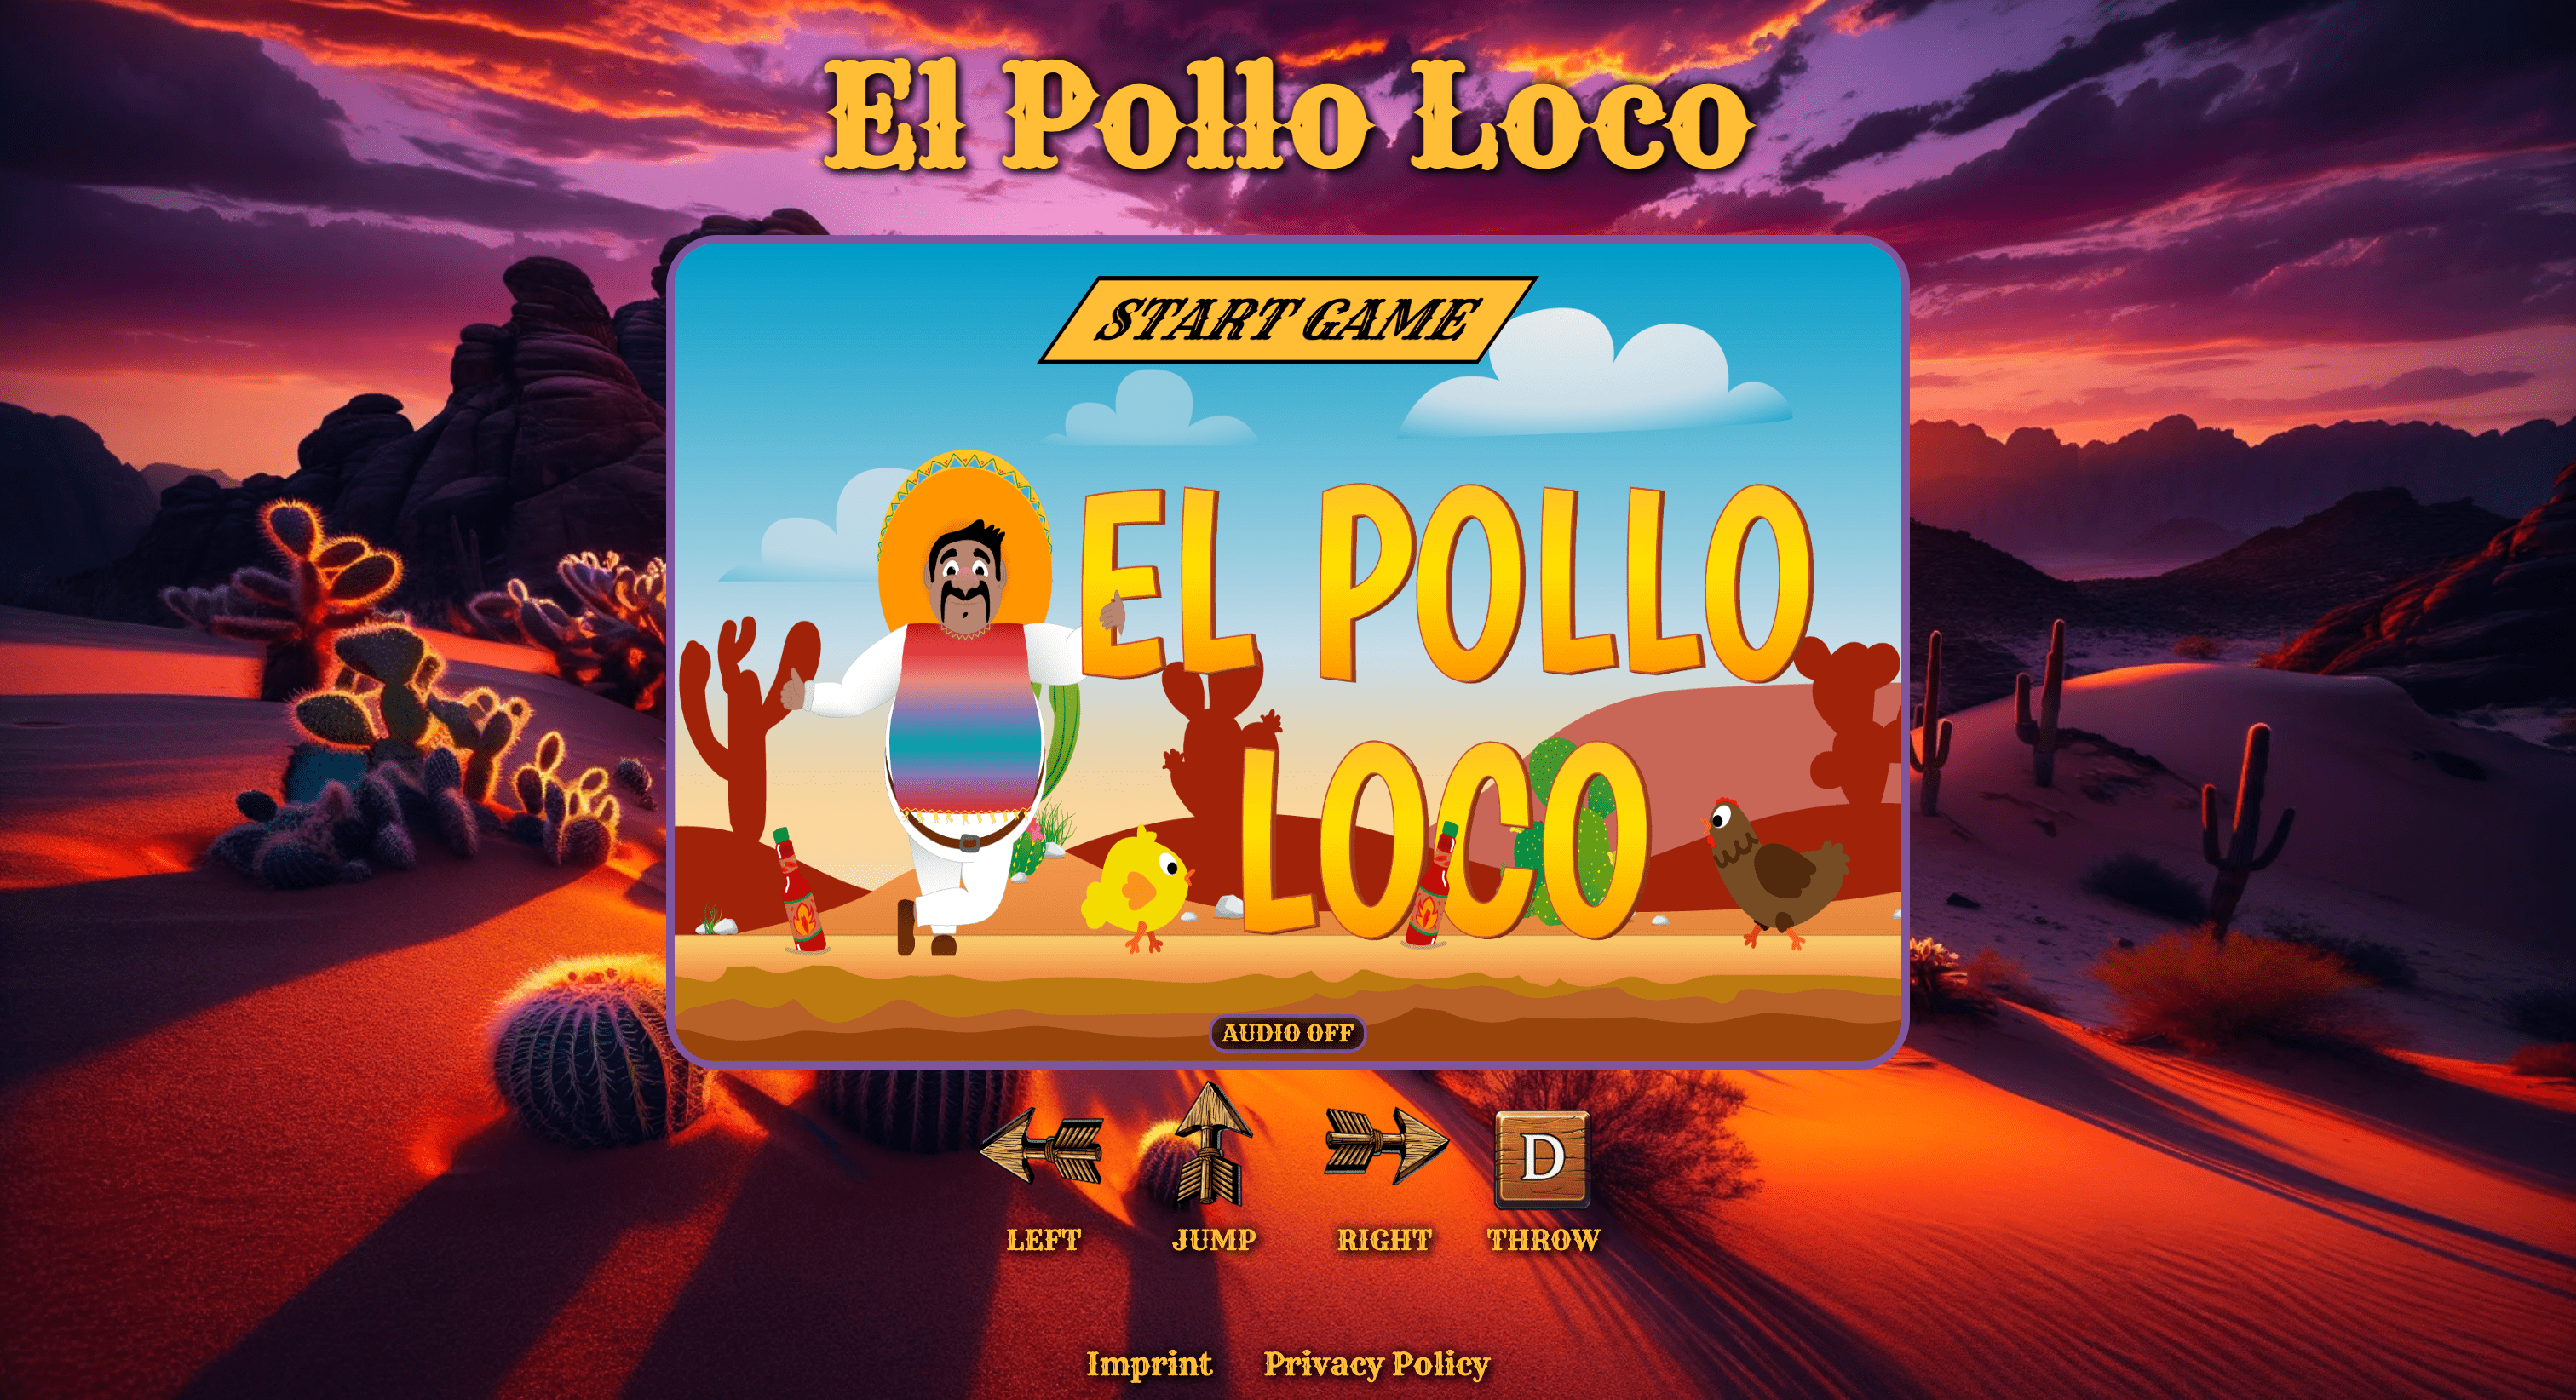 El Pollo Loco
START GAME
EL POLLO
LOCO
AUDIO OFF
D
LEFT JUMP RIGHT THROW
Imprint Privacy Policy